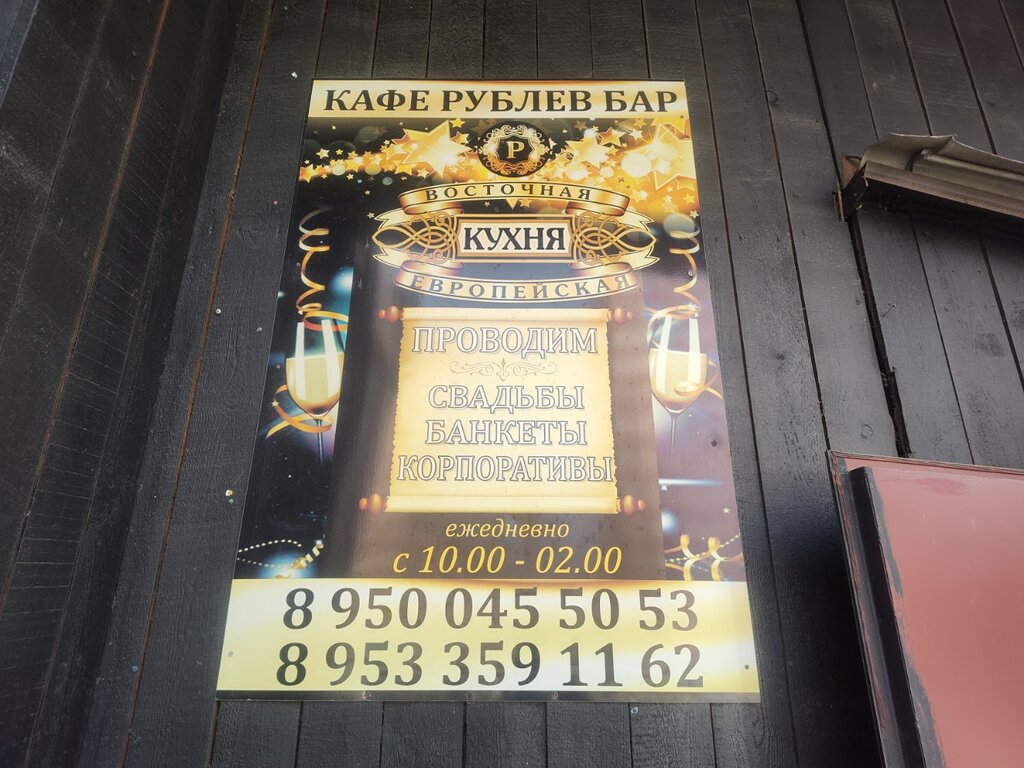 КАФЕ РУБЛЕВ БАР
Р
ВОСТОЧНАЯ
КУХНЯ
ЕВРОПЕЙСКАЯ
ПРОВОДИМ
СВАДЬБЫ
БАНКЕТЫ
КОРПОРАТИВЫ
ежедневно
с 10.00 - 02.00
8 950 045 50 53
8 953 359 11 62